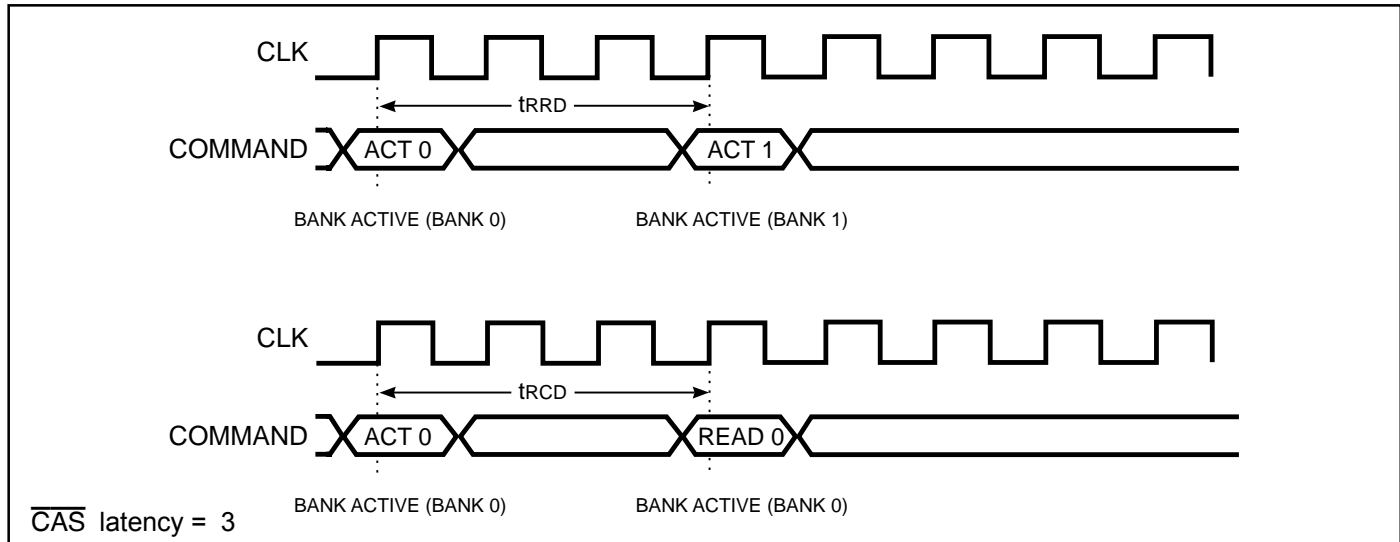 CLK
tRRD
COMMAND ACT 0 ACT 1
BANK ACTIVE (BANK 0) BANK ACTIVE (BANK 1)
CLK
tRCD
COMMAND ACT 0 READ 0
BANK ACTIVE (BANK 0) BANK ACTIVE (BANK 0)
C̅A̅S̅ latency = 3